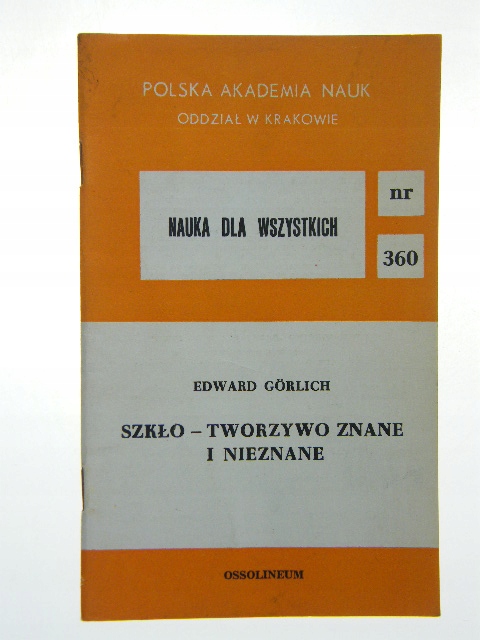 POLSKA AKADEMIA NAUK
ODDZIAŁ W KRAKOWIE
NAUKA DLA WSZYSTKICH
nr
360
EDWARD GÖRLICH
SZKŁO – TWORZYWO ZNANE
I NIEZNANE
OSSOLINEUM